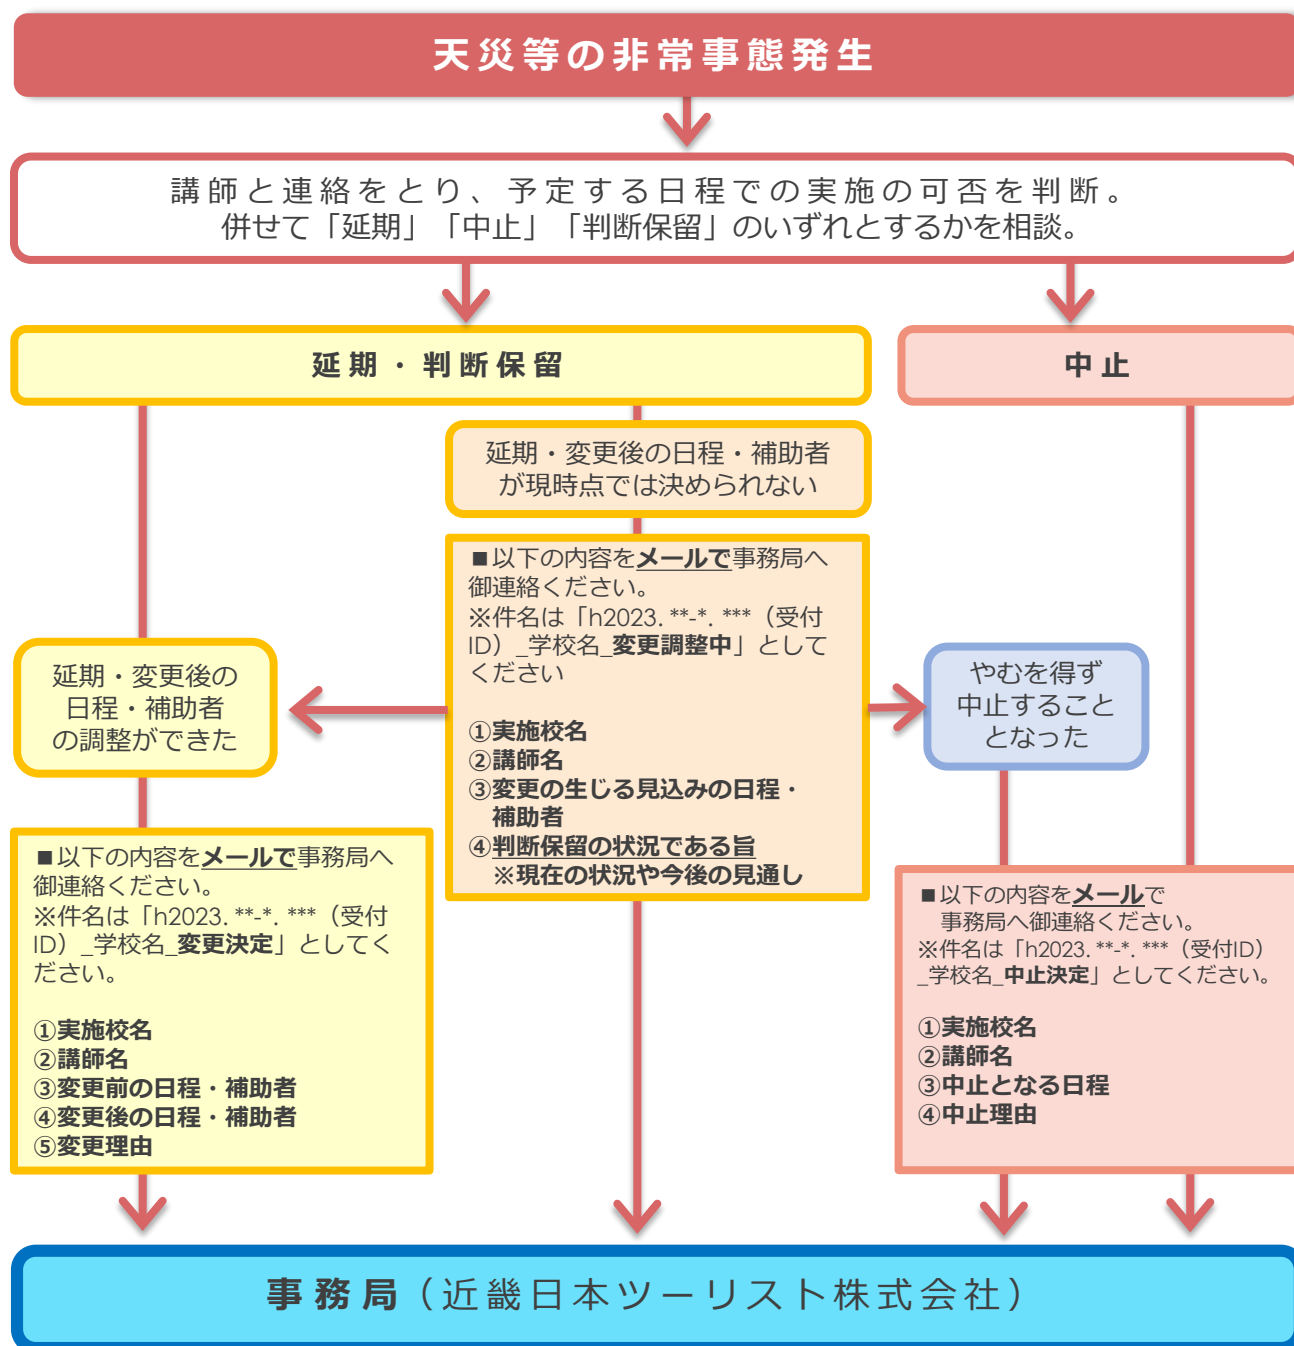 天災等の非常事態発生
講師と連絡をとり、予定する日程での実施の可否を判断。
併せて「延期」「中止」「判断保留」のいずれとするかを相談。
延期・判断保留
中止
延期・変更後の日程・補助者
が現時点では決められない
■以下の内容をメールで事務局へ
御連絡ください。
※件名は「h2023. **-*. ***（受付
ID）_学校名_変更調整中」として
ください
①実施校名
②講師名
③変更の生じる見込みの日程・
補助者
④判断保留の状況である旨
※現在の状況や今後の見通し
延期・変更後の
日程・補助者
の調整ができた
やむを得ず
中止すること
となった
■以下の内容をメールで事務局へ
御連絡ください。
※件名は「h2023. **-*. ***（受付
ID）_学校名_変更決定」としてく
ださい。
①実施校名
②講師名
③変更前の日程・補助者
④変更後の日程・補助者
⑤変更理由
■以下の内容をメールで
事務局へ御連絡ください。
※件名は「h2023. **-*. ***（受付ID）
_学校名_中止決定」としてください。
①実施校名
②講師名
③中止となる日程
④中止理由
事務局（近畿日本ツーリスト株式会社）